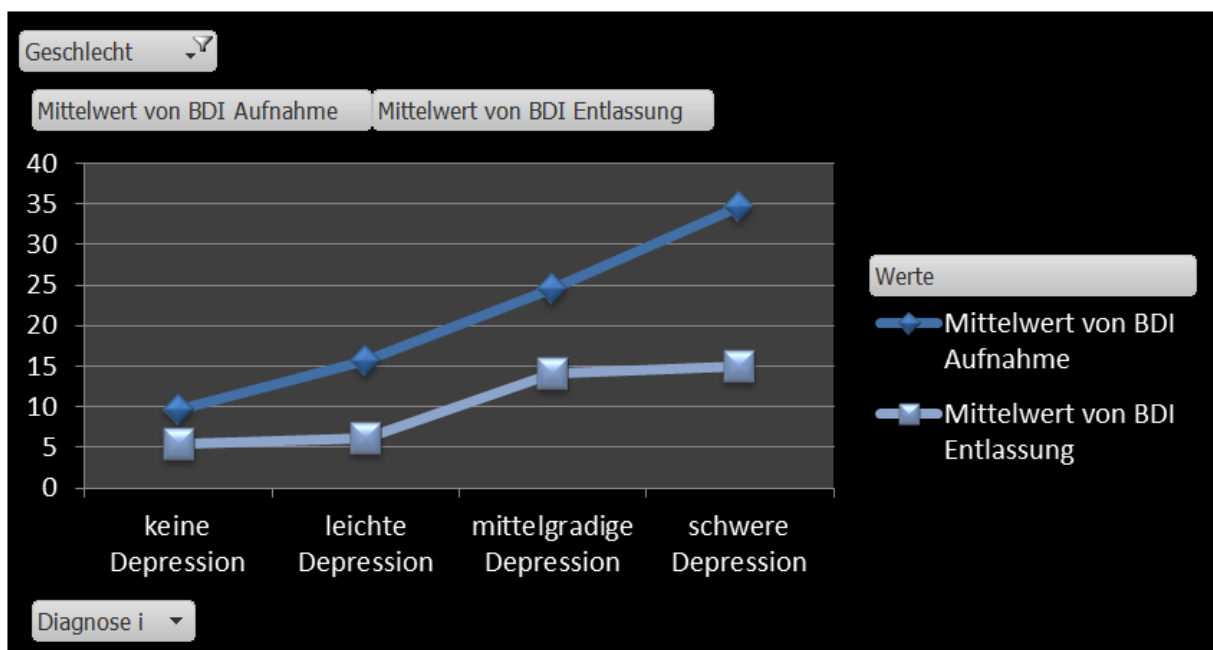 Geschlecht
Mittelwert von BDI Aufnahme
Mittelwert von BDI Entlassung
40
35
30
25
20
15
10
5
0
keine
Depression
leichte
Depression
mittelgradige
Depression
schwere
Depression
Werte
Mittelwert von BDI
Aufnahme
Mittelwert von BDI
Entlassung
Diagnose i